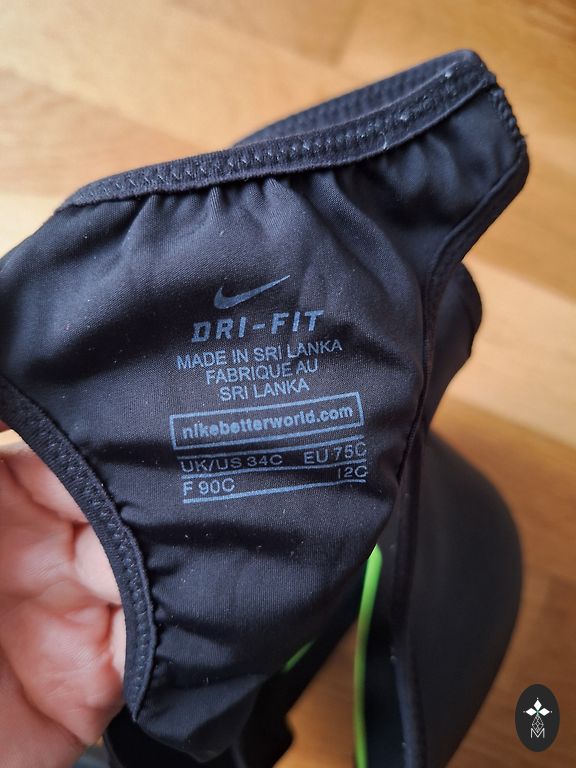 DRI-FIT
MADE IN SRI LANKA
FABRIQUE AU
SRI LANKA
nikebetterworld.com
UK/US 34C EU 75C
F 90C I 2C
M